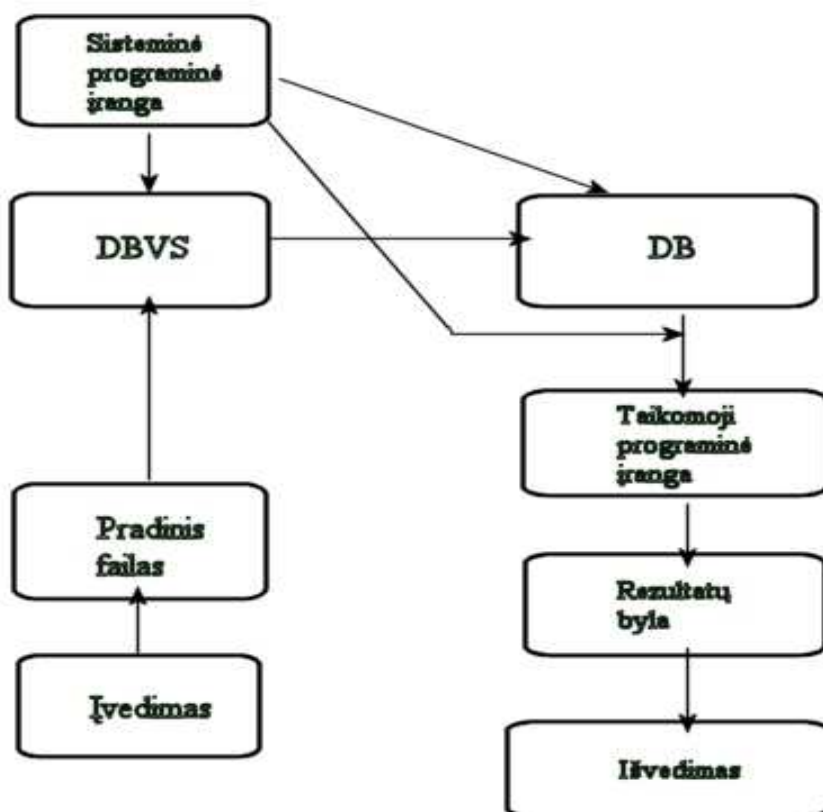 Sisteminė
programinė
įranga
DBVS
DB
Taikomoji
programinė
įranga
Pradinis
failas
Rezultatų
byla
Įvedimas
Išvedimas